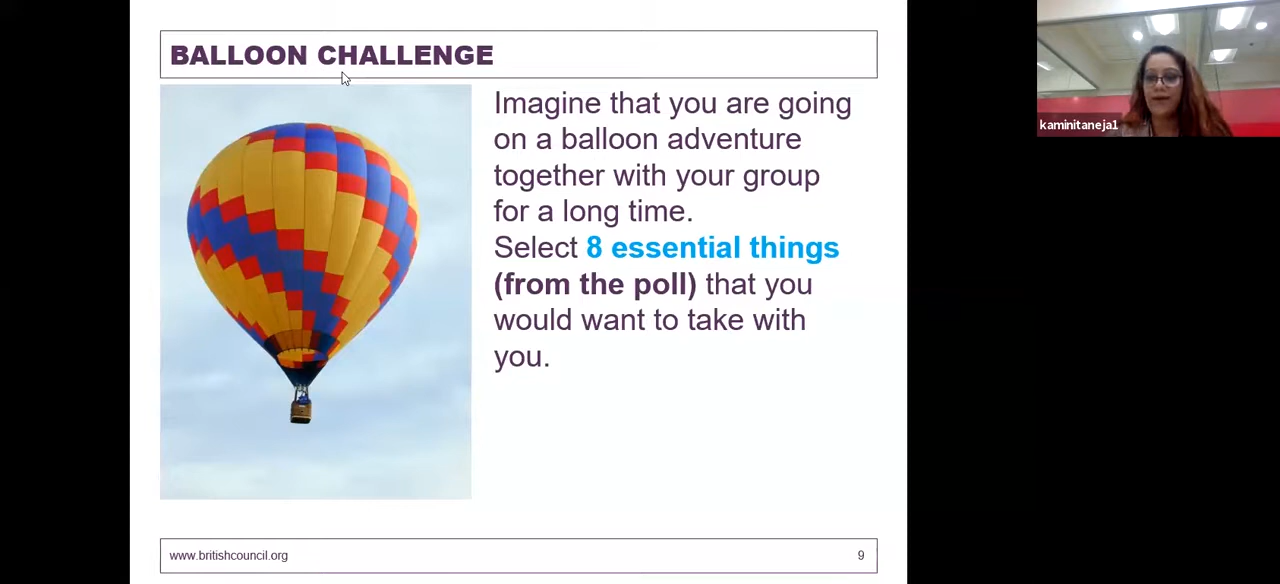 BALLOON CHALLENGE
Imagine that you are going
on a balloon adventure
together with your group
for a long time.
Select 8 essential things
(from the poll) that you
would want to take with
you.
www.britishcouncil.org
9
kaminitaneja1